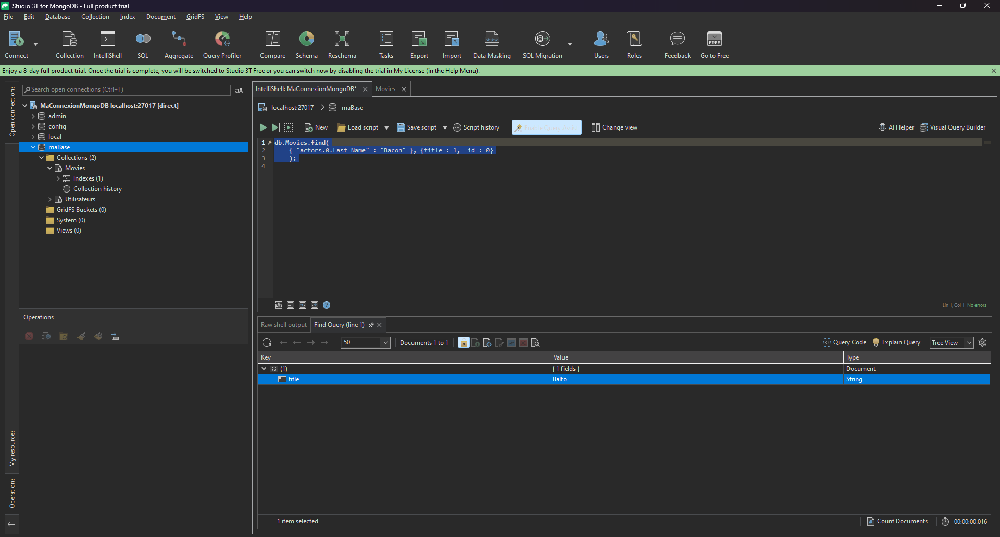 Studio 3T for MongoDB - Full product trial
File Edit Database Collection Index Document GridFS View Help
Connect Collection IntelliShell SQL Aggregate Query Profiler Compare Schema Reschema Tasks Export Import Data Masking SQL Migration Users Roles Feedback Go to Free
FREE
Enjoy a 8-day full product trial. Once the trial is complete, you will be switched to Studio 3T Free or you can switch now by disabling the trial in My License (in the Help Menu).
Open connections
Search open connections (Ctrl+F) aA
MaConnexionMongoDB localhost:27017 [direct]
admin
config
local
maBase
Collections (2)
Movies
Indexes (1)
Collection history
Utilisateurs
GridFS Buckets (0)
System (0)
Views (0)
Operations
My resources
Operations
IntelliShell: MaConnexionMongoDB* Movies
localhost:27017 maBase
New Load script Save script Script history Enable Query Assist Change view AI Helper Visual Query Builder
1 db.Movies.find(
2 { "actors.0.Last_Name" : "Bacon" }, {title : 1, _id : 0}
3 );
4
Lin 1, Col 1 No errors
Raw shell output Find Query (line 1)
50 Documents 1 to 1 Query Code Explain Query Tree View
Key Value Type
(1) { 1 fields } Document
title Balto String
1 item selected Count Documents 00:00:00.016